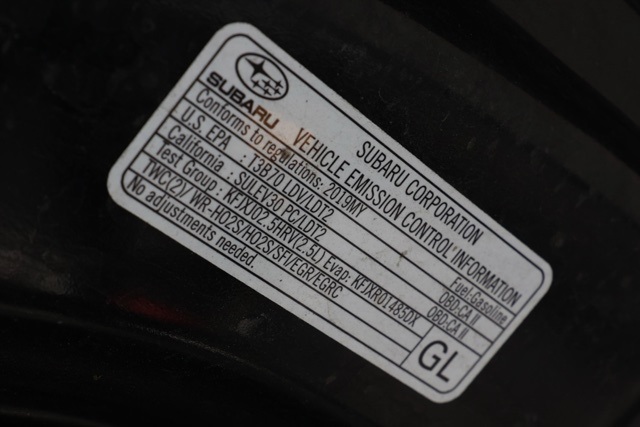 SUBARU
SUBARU CORPORATION
VEHICLE EMISSION CONTROL INFORMATION
Conforms to regulations: 2019MY Fuel:Gasoline
U.S. EPA : T3B70 LDV/LDT2 OBD:CA II
California : SULEV30 PC/LDT2 OBD:CA II
Test Group : KFJX02.5HRV(2.5L) Evap: KFJXR01485DX
TWC(2)/ WR-HO2S/HO2S/SFI/EGR/EGRC
No adjustments needed.
GL